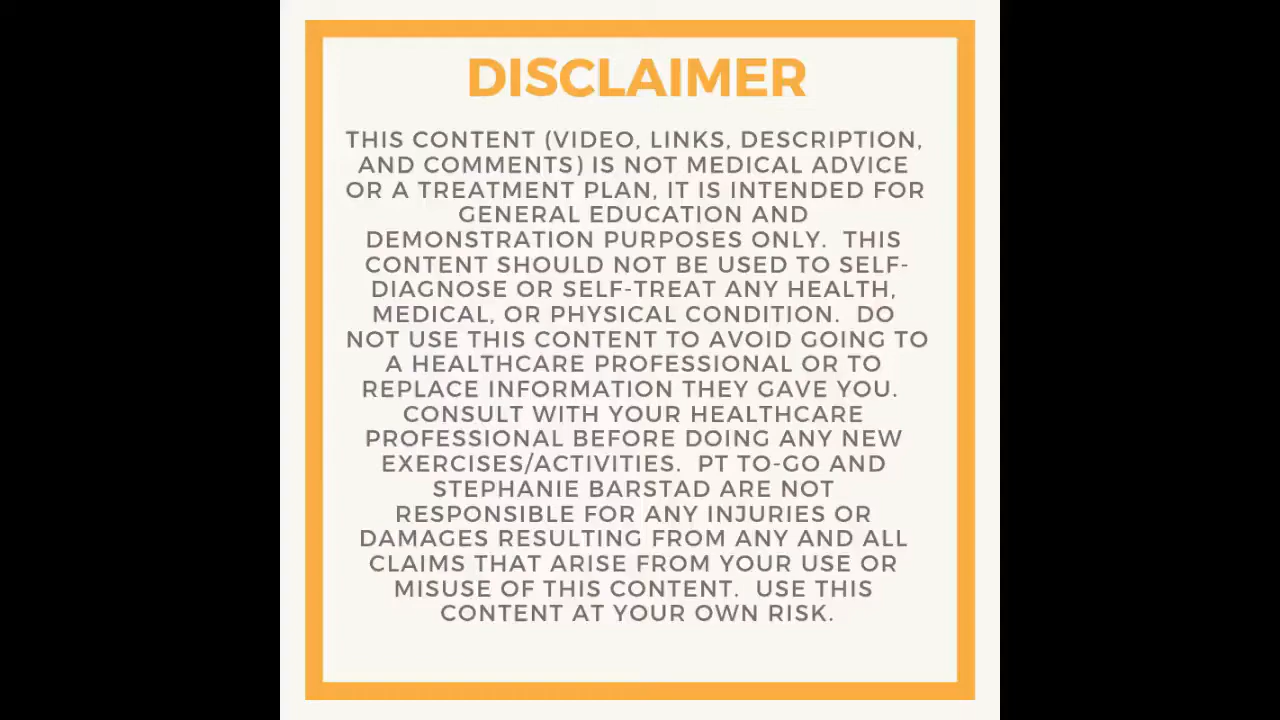 DISCLAIMER
THIS CONTENT (VIDEO, LINKS, DESCRIPTION,
AND COMMENTS) IS NOT MEDICAL ADVICE
OR A TREATMENT PLAN, IT IS INTENDED FOR
GENERAL EDUCATION AND
DEMONSTRATION PURPOSES ONLY.  THIS
CONTENT SHOULD NOT BE USED TO SELF-
DIAGNOSE OR SELF-TREAT ANY HEALTH,
MEDICAL, OR PHYSICAL CONDITION.  DO
NOT USE THIS CONTENT TO AVOID GOING TO
A HEALTHCARE PROFESSIONAL OR TO
REPLACE INFORMATION THEY GAVE YOU.
CONSULT WITH YOUR HEALTHCARE
PROFESSIONAL BEFORE DOING ANY NEW
EXERCISES/ACTIVITIES.  PT TO-GO AND
STEPHANIE BARSTAD ARE NOT
RESPONSIBLE FOR ANY INJURIES OR
DAMAGES RESULTING FROM ANY AND ALL
CLAIMS THAT ARISE FROM YOUR USE OR
MISUSE OF THIS CONTENT.  USE THIS
CONTENT AT YOUR OWN RISK.